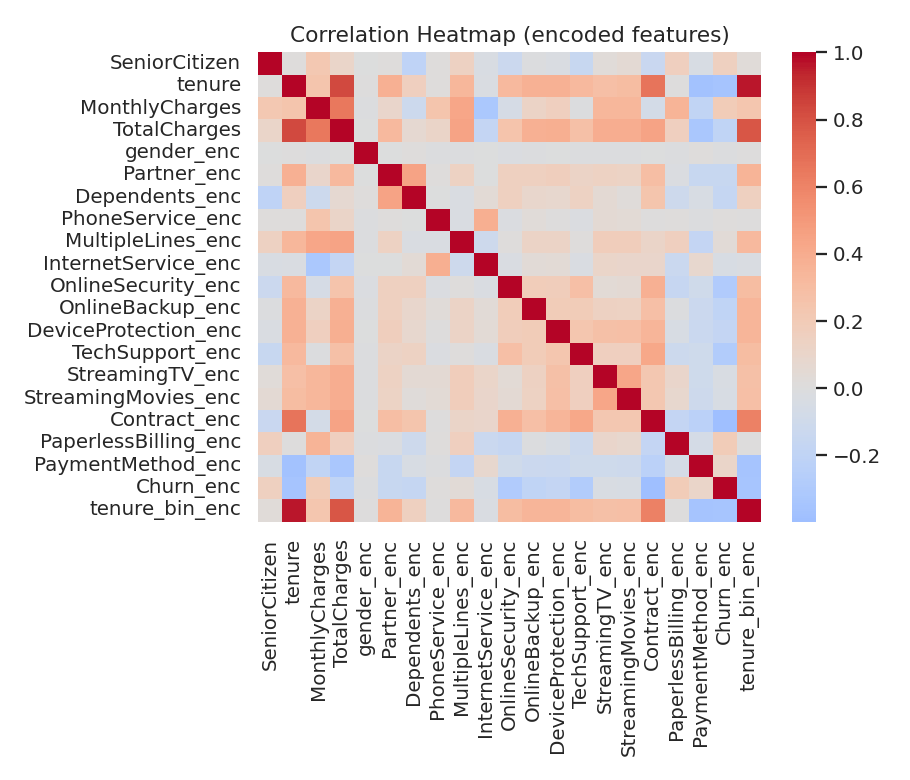 Correlation Heatmap (encoded features)
SeniorCitizen
tenure
MonthlyCharges
TotalCharges
gender_enc
Partner_enc
Dependents_enc
PhoneService_enc
MultipleLines_enc
InternetService_enc
OnlineSecurity_enc
OnlineBackup_enc
DeviceProtection_enc
TechSupport_enc
StreamingTV_enc
StreamingMovies_enc
Contract_enc
PaperlessBilling_enc
PaymentMethod_enc
Churn_enc
tenure_bin_enc
SeniorCitizen
tenure
MonthlyCharges
TotalCharges
gender_enc
Partner_enc
Dependents_enc
PhoneService_enc
MultipleLines_enc
InternetService_enc
OnlineSecurity_enc
OnlineBackup_enc
DeviceProtection_enc
TechSupport_enc
StreamingTV_enc
StreamingMovies_enc
Contract_enc
PaperlessBilling_enc
PaymentMethod_enc
Churn_enc
tenure_bin_enc
1.0
0.8
0.6
0.4
0.2
0.0
−0.2